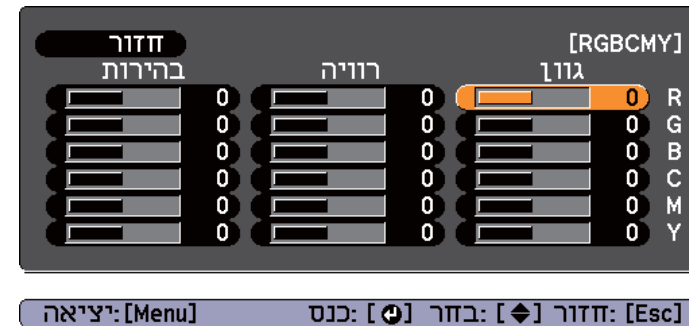 [RGBCMY] חזור
גוון רוויה בהירות
R 0 0 0
G 0 0 0
B 0 0 0
C 0 0 0
M 0 0 0
Y 0 0 0
[Esc] :חזור [◆] :בחר [⏎] :כנס [Menu]:יציאה